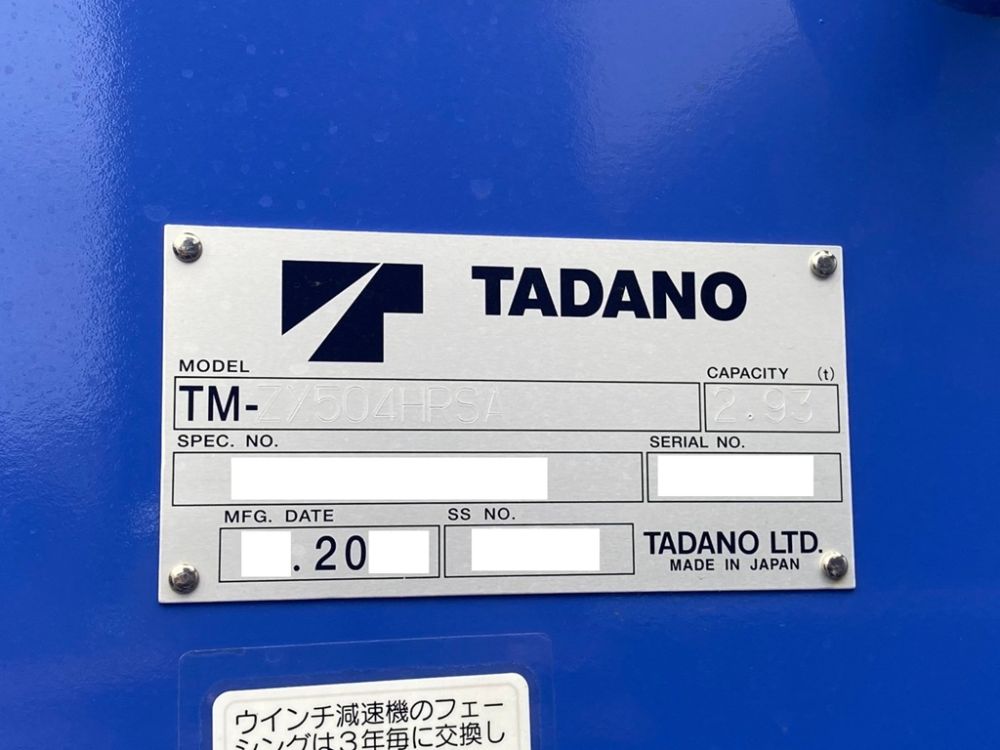 TADANO
MODEL
CAPACITY (t)
TM-ZX504HRSA
2.93
SPEC. NO.
SERIAL NO.
MFG. DATE
SS NO.
.20
TADANO LTD.
MADE IN JAPAN
ウインチ減速機のフェー
シングは3年毎に交換し